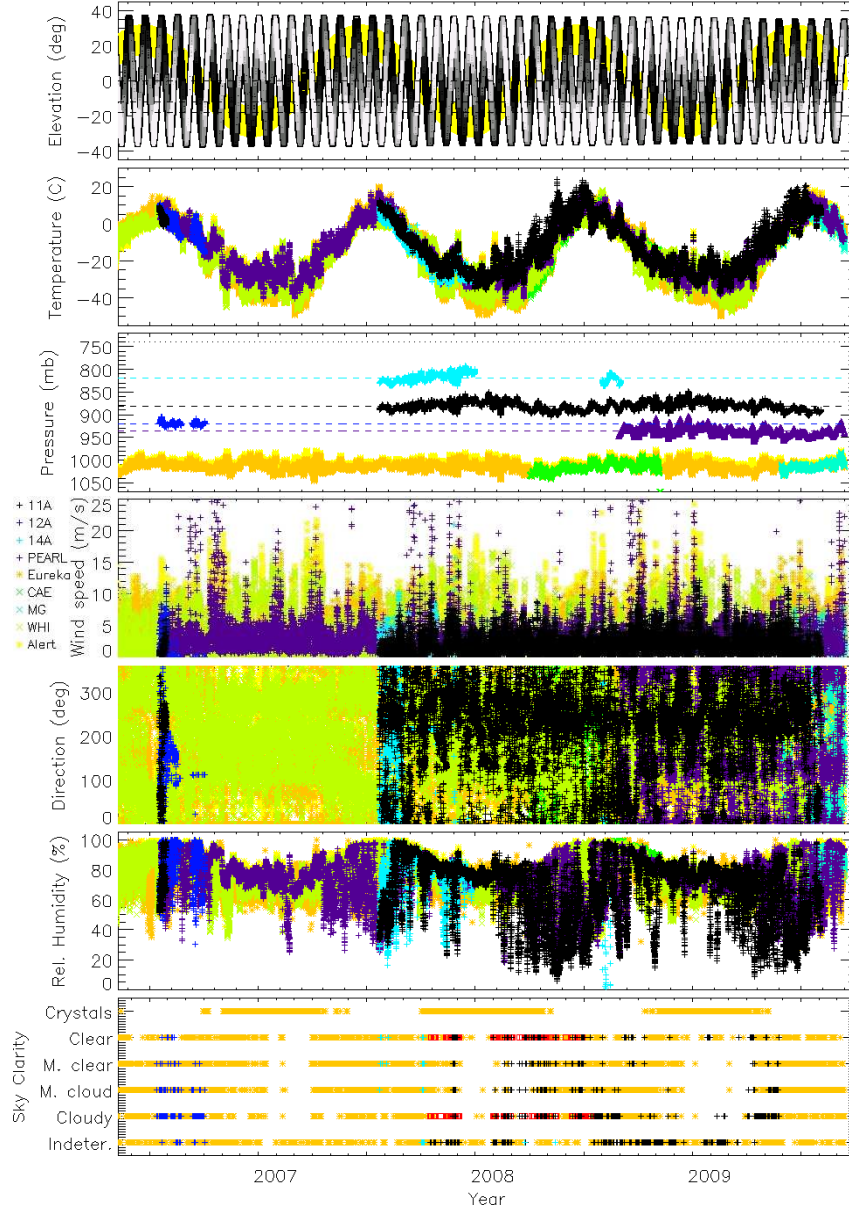 Elevation (deg)
40
20
0
-20
-40
Temperature (C)
20
0
-20
-40
Pressure (mb)
750
800
850
900
950
1000
1050
Wind speed (m/s)
25
20
15
10
5
0
11A
12A
14A
PEARL
Eureka
CAE
MG
WHI
Alert
Direction (deg)
300
200
100
0
Rel. Humidity (%)
100
80
60
40
20
0
Sky Clarity
Crystals
Clear
M. clear
M. cloud
Cloudy
Indeter.
2007 2008 2009
Year